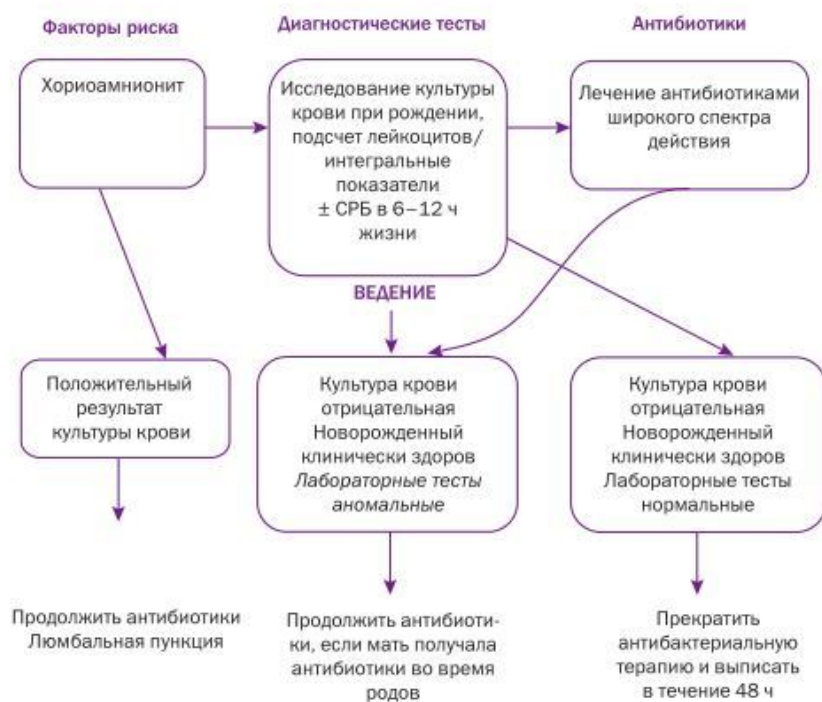 Факторы риска
Диагностические тесты
Антибиотики
Хориоамнионит
Исследование культуры
крови при рождении,
подсчет лейкоцитов/
интегральные
показатели
± СРБ в 6–12 ч
жизни
Лечение антибиотиками
широкого спектра
действия
ВЕДЕНИЕ
Положительный
результат
культуры крови
Культура крови
отрицательная
Новорожденный
клинически здоров
Лабораторные тесты
аномальные
Культура крови
отрицательная
Новорожденный
клинически здоров
Лабораторные тесты
нормальные
Продолжить антибиотики
Люмбальная пункция
Продолжить антибиоти-
ки, если мать получала
антибиотики во время
родов
Прекратить
антибактериальную
терапию и выписать
в течение 48 ч